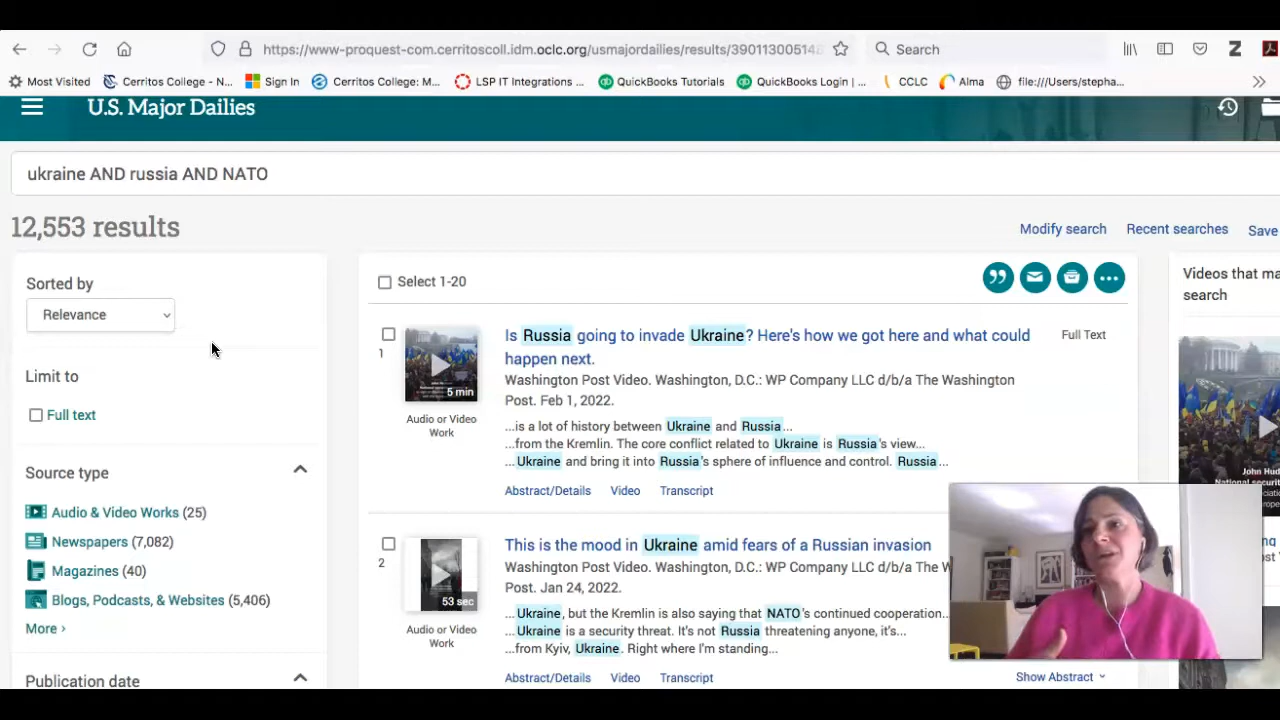 https://www-proquest-com.cerritoscoll.idm.oclc.org/usmajordailies/results/390113005148
Search
Z
Most Visited
Cerritos College - N...
Sign In
Cerritos College: M...
LSP IT Integrations ...
QuickBooks Tutorials
QuickBooks Login | ...
CCLC
Alma
file:///Users/stepha...
U.S. Major Dailies
ukraine AND russia AND NATO
12,553 results
Modify search
Recent searches
Save
Sorted by
Relevance
Limit to
Full text
Source type
Audio & Video Works (25)
Newspapers (7,082)
Magazines (40)
Blogs, Podcasts, & Websites (5,406)
More ›
Publication date
Select 1-20
1
5 min
Audio or Video
Work
Is Russia going to invade Ukraine? Here's how we got here and what could
happen next.
Full Text
Washington Post Video. Washington, D.C.: WP Company LLC d/b/a The Washington
Post. Feb 1, 2022.
...is a lot of history between Ukraine and Russia...
...from the Kremlin. The core conflict related to Ukraine is Russia's view...
...Ukraine and bring it into Russia's sphere of influence and control. Russia...
Abstract/Details
Video
Transcript
2
53 sec
Audio or Video
Work
This is the mood in Ukraine amid fears of a Russian invasion
Washington Post Video. Washington, D.C.: WP Company LLC d/b/a The W
Post. Jan 24, 2022.
...Ukraine, but the Kremlin is also saying that NATO's continued cooperation...
...Ukraine is a security threat. It's not Russia threatening anyone, it's...
...from Kyiv, Ukraine. Right where I'm standing...
Abstract/Details
Video
Transcript
Show Abstract
Videos that ma
search
John Hud
National securit